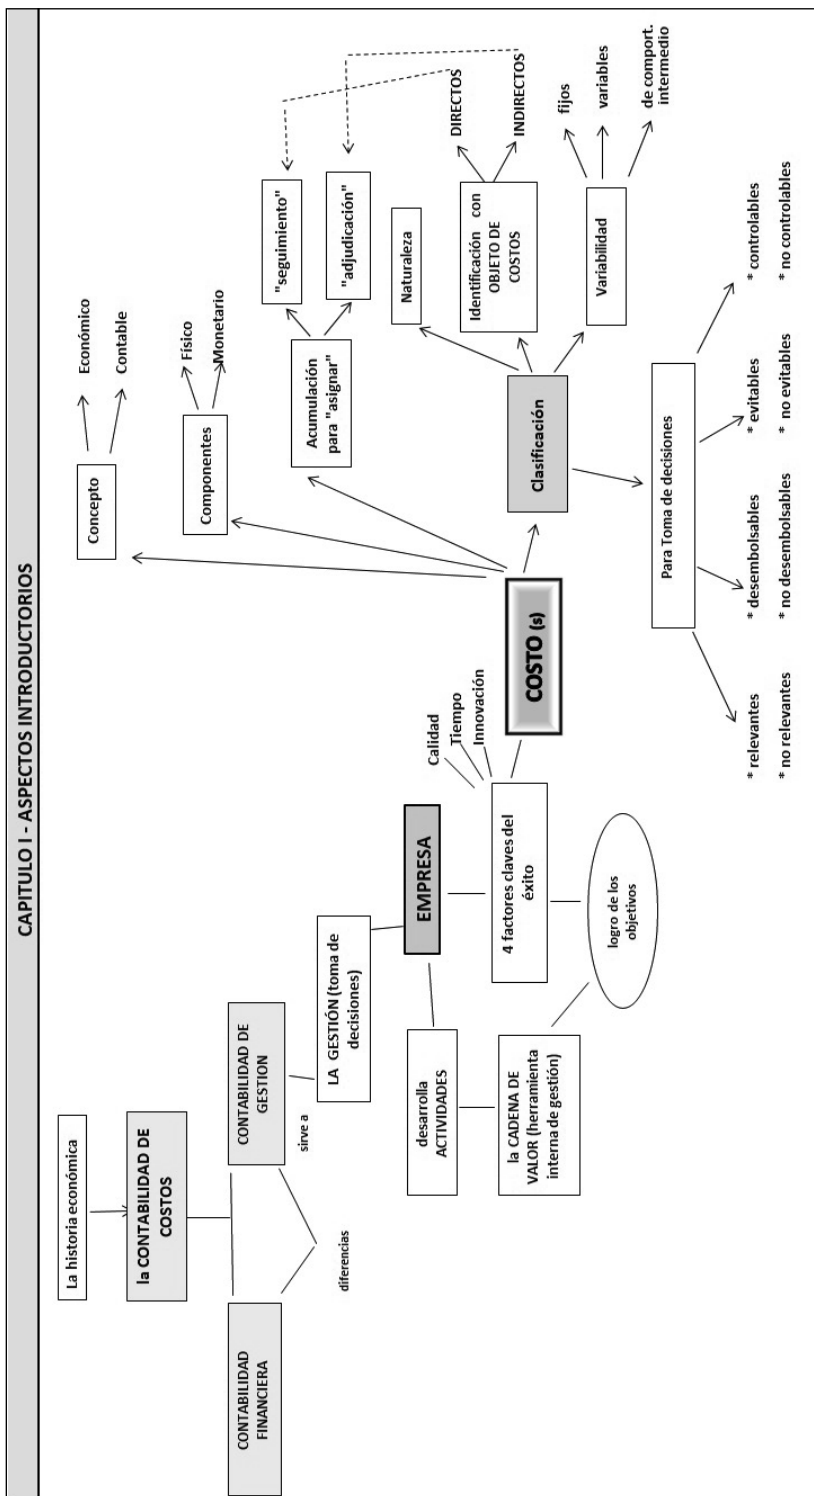 CAPITULO I - ASPECTOS INTRODUCTORIOS
La historia económica
la CONTABILIDAD DE
COSTOS
CONTABILIDAD
FINANCIERA
CONTABILIDAD DE
GESTION
diferencias
sirve a
LA GESTIÓN (toma de
decisiones)
EMPRESA
desarrolla
ACTIVIDADES
la CADENA DE
VALOR (herramienta
interna de gestión)
4 factores claves del
éxito
logro de los
objetivos
Calidad
Tiempo
Innovación
COSTO (s)
Concepto
Económico
Contable
Componentes
Físico
Monetario
Acumulación
para "asignar"
"seguimiento"
"adjudicación"
Clasificación
Naturaleza
Identificación con
OBJETO DE
COSTOS
DIRECTOS
INDIRECTOS
Variabilidad
fijos
variables
de comport.
intermedio
Para Toma de decisiones
* relevantes
* no relevantes
* desembolsables
* no desembolsables
* evitables
* no evitables
* controlables
* no controlables